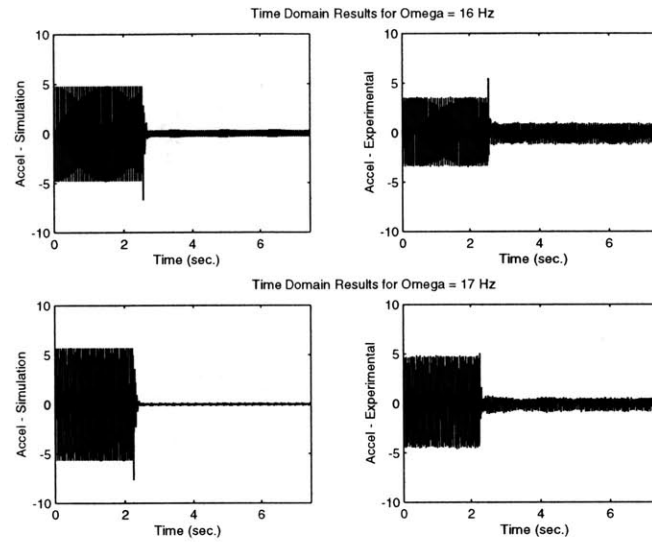 Time Domain Results for Omega = 16 Hz
10
5
0
-5
-10
Accel - Simulation
0 2 4 6
Time (sec.)
10
5
0
-5
-10
Accel - Experimental
0 2 4 6
Time (sec.)
Time Domain Results for Omega = 17 Hz
10
5
0
-5
-10
Accel - Simulation
0 2 4 6
Time (sec.)
10
5
0
-5
-10
Accel - Experimental
0 2 4 6
Time (sec.)